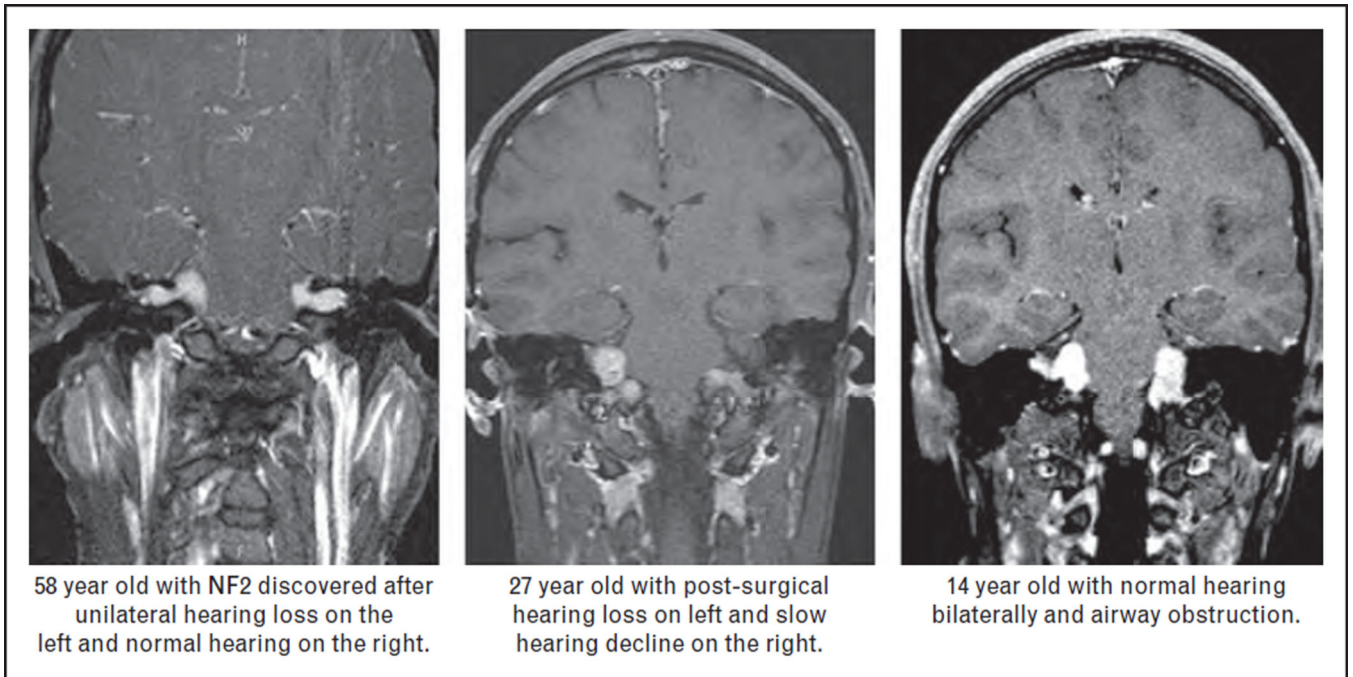 H
58 year old with NF2 discovered after
unilateral hearing loss on the
left and normal hearing on the right.
27 year old with post-surgical
hearing loss on left and slow
hearing decline on the right.
14 year old with normal hearing
bilaterally and airway obstruction.